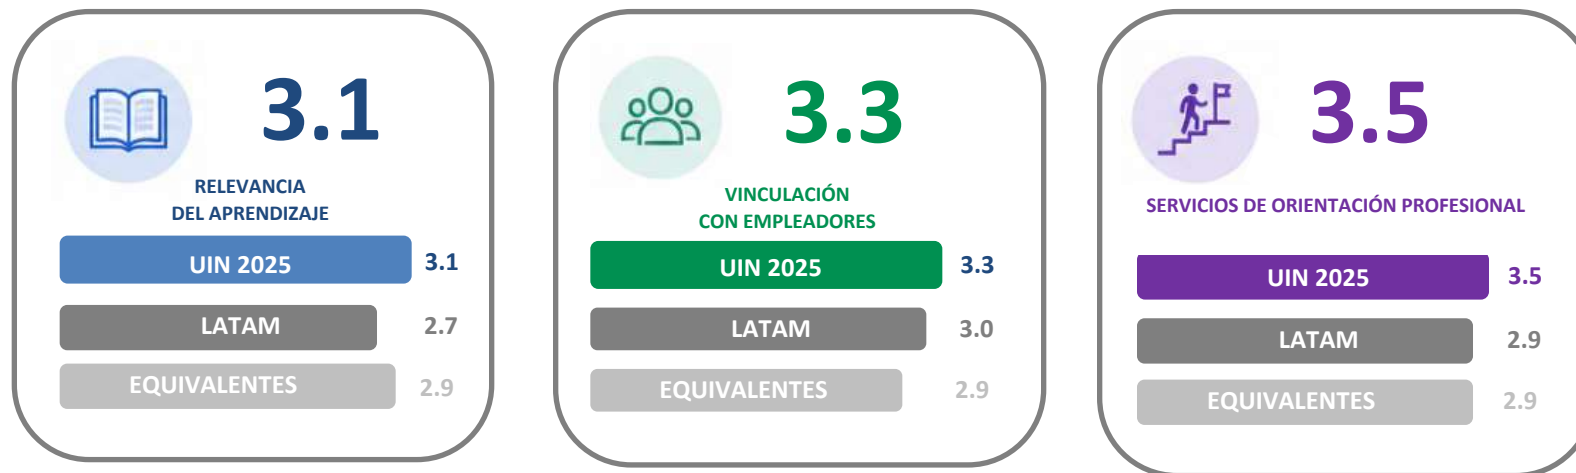 3.1
RELEVANCIA
DEL APRENDIZAJE
UIN 2025 3.1
LATAM 2.7
EQUIVALENTES 2.9
3.3
VINCULACIÓN
CON EMPLEADORES
UIN 2025 3.3
LATAM 3.0
EQUIVALENTES 2.9
3.5
SERVICIOS DE ORIENTACIÓN PROFESIONAL
UIN 2025 3.5
LATAM 2.9
EQUIVALENTES 2.9